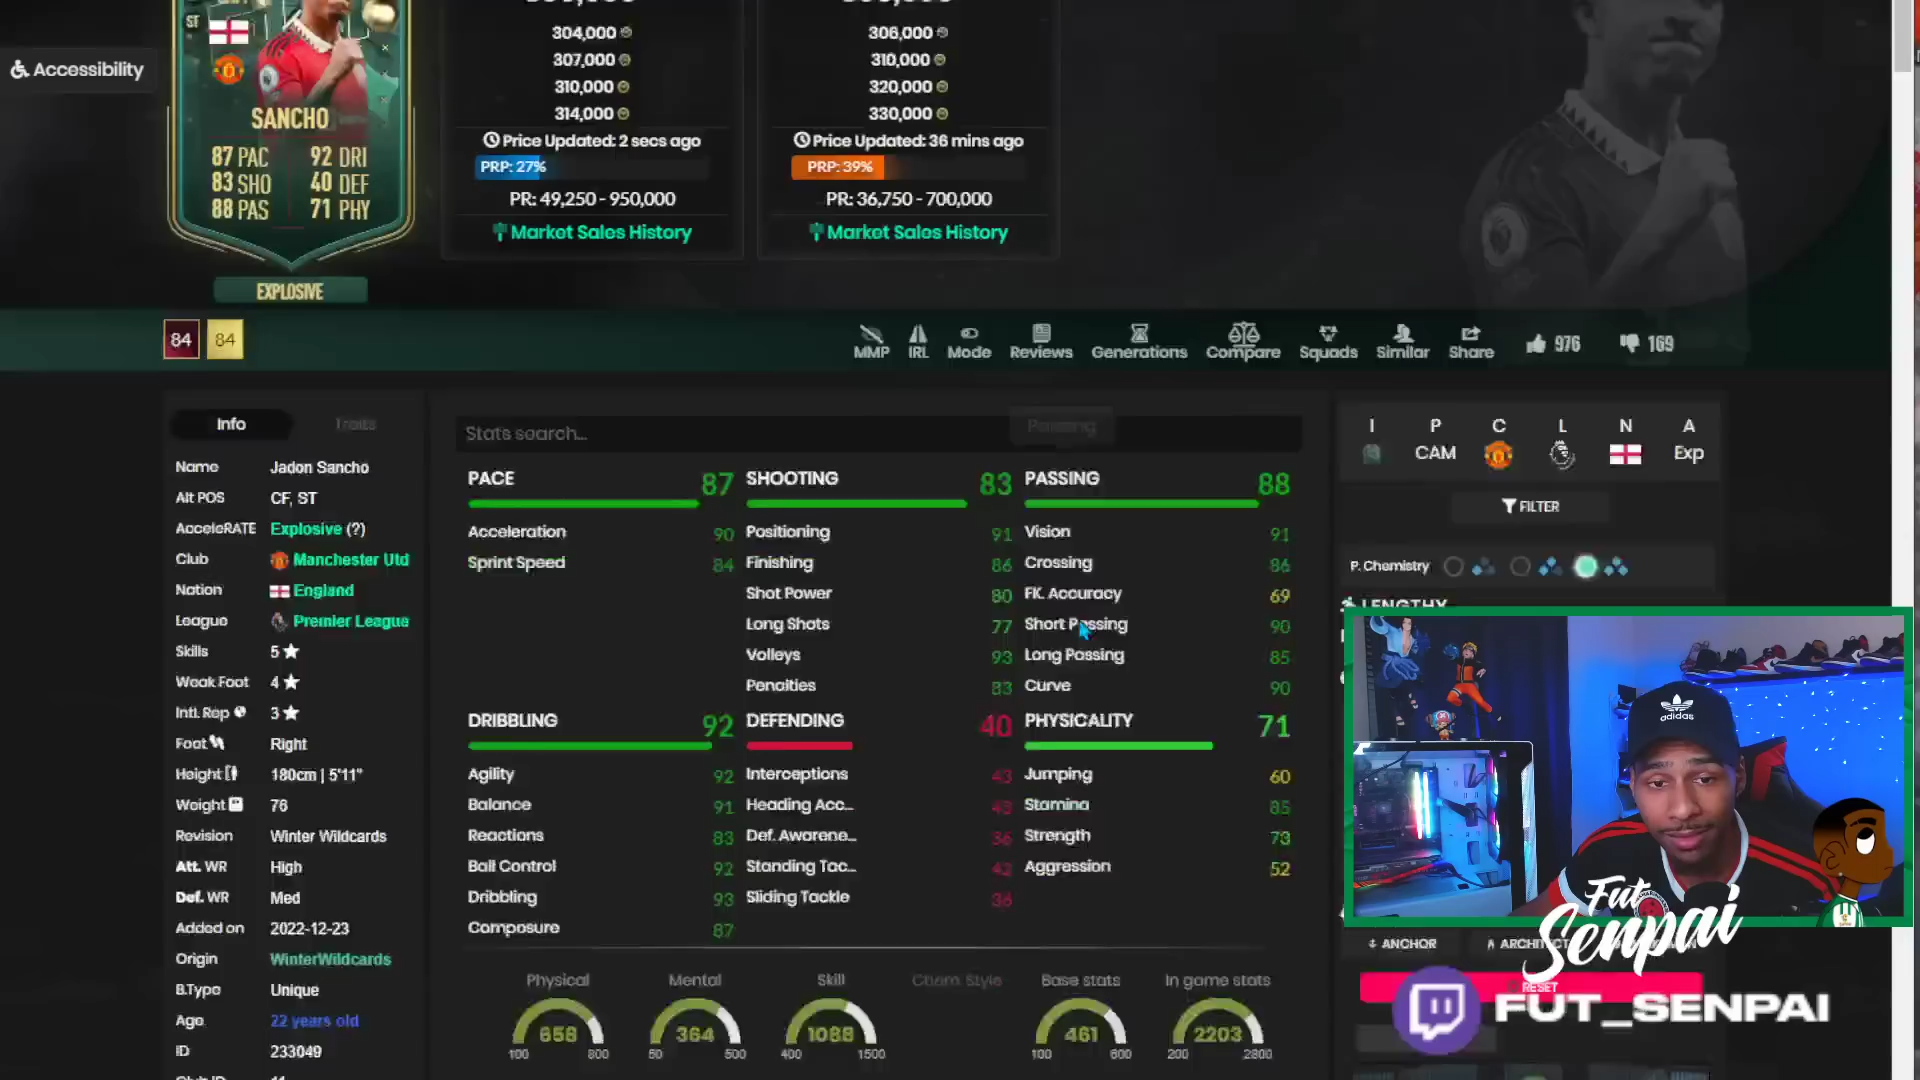 ST
304,000
306,000
307,000
310,000
310,000
320,000
314,000
330,000
Accessibility
SANCHO
87 PAC 92 DRI
83 SHO 40 DEF
88 PAS 71 PHY
EXPLOSIVE
Price Updated: 2 secs ago
PRP: 27%
PR: 49,250 - 950,000
Market Sales History
Price Updated: 36 mins ago
PRP: 39%
PR: 36,750 - 700,000
Market Sales History
84 84
MMP IRL Mode Reviews Generations Compare Squads Similar Share 976 169
Info Traits
Name Jadon Sancho
Alt POS CF, ST
AcceleRATE Explosive (?)
Club Manchester Utd
Nation England
League Premier League
Skills 5
Weak Foot 4
Intl. Rep 3
Foot Right
Height 180cm | 5'11"
Weight 76
Revision Winter Wildcards
Att. WR High
Def. WR Med
Added on 2022-12-23
Origin WinterWildcards
B.Type Unique
Age 22 years old
ID 233049
Passing
Stats search...
PACE 87
Acceleration 90
Sprint Speed 84
SHOOTING 83
Positioning 91
Finishing 86
Shot Power 80
Long Shots 77
Volleys 93
Penalties 83
PASSING 88
Vision 91
Crossing 86
FK. Accuracy 69
Short Passing 90
Long Passing 85
Curve 90
DRIBBLING 92
Agility 92
Balance 91
Reactions 83
Ball Control 92
Dribbling 93
Composure 87
DEFENDING 40
Interceptions 43
Heading Acc... 43
Def. Awarene... 36
Standing Tac... 42
Sliding Tackle 36
PHYSICALITY 71
Jumping 60
Stamina 85
Strength 73
Aggression 52
Physical 658 100 800
Mental 364 50 500
Skill 1088 400 1500
Chem Style
Base stats 461 100 600
In game stats 2203 200 2800
I P C L N A
CAM Exp
FILTER
P. Chemistry
LENGTHY
adidas
ANCHOR
ARCHITECT
RESET
Fut
Senpai
FUT_SENPAI